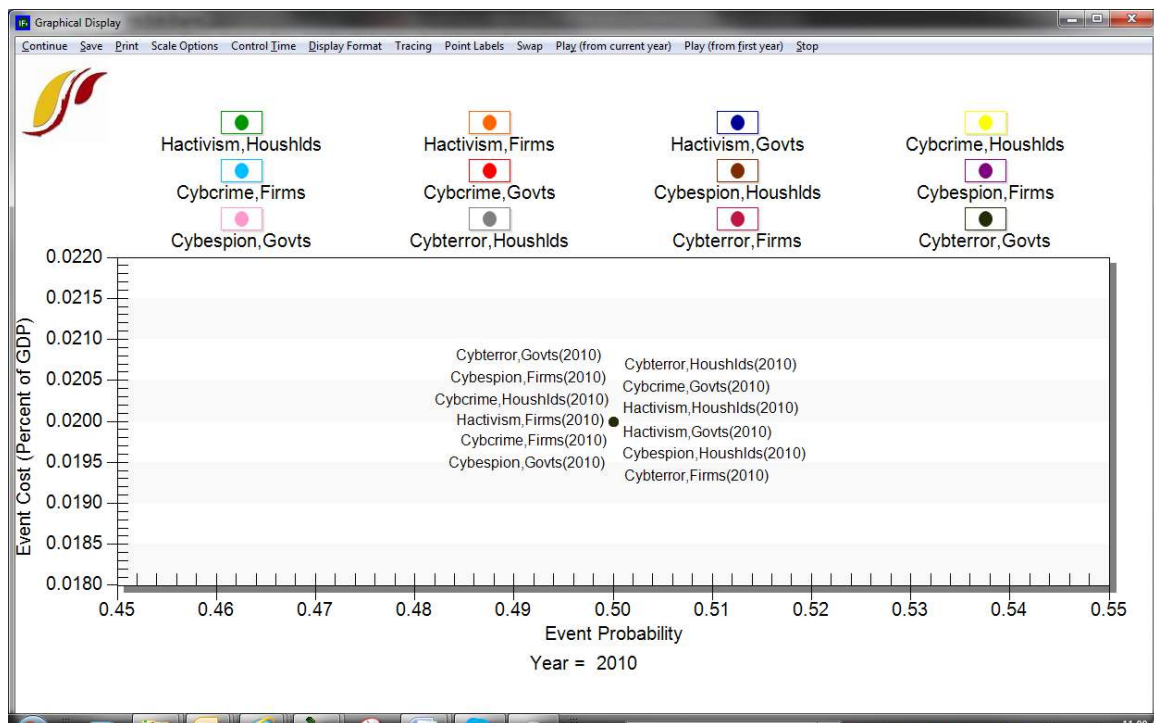 IFs Graphical Display
Continue Save Print Scale Options Control Time Display Format Tracing Point Labels Swap Play (from current year) Play (from first year) Stop
Hactivism,Houshlds Hactivism,Firms Hactivism,Govts Cybcrime,Houshlds
Cybcrime,Firms Cybcrime,Govts Cybespion,Houshlds Cybespion,Firms
Cybespion,Govts Cybterror,Houshlds Cybterror,Firms Cybterror,Govts
Event Cost (Percent of GDP)
0.0220
0.0215
0.0210
0.0205
0.0200
0.0195
0.0190
0.0185
0.0180
Cybterror,Govts(2010)
Cybespion,Firms(2010)
Cybcrime,Houshlds(2010)
Hactivism,Firms(2010)
Cybcrime,Firms(2010)
Cybespion,Govts(2010)
Cybterror,Houshlds(2010)
Cybcrime,Govts(2010)
Hactivism,Houshlds(2010)
Hactivism,Govts(2010)
Cybespion,Houshlds(2010)
Cybterror,Firms(2010)
0.45 0.46 0.47 0.48 0.49 0.50 0.51 0.52 0.53 0.54 0.55
Event Probability
Year = 2010